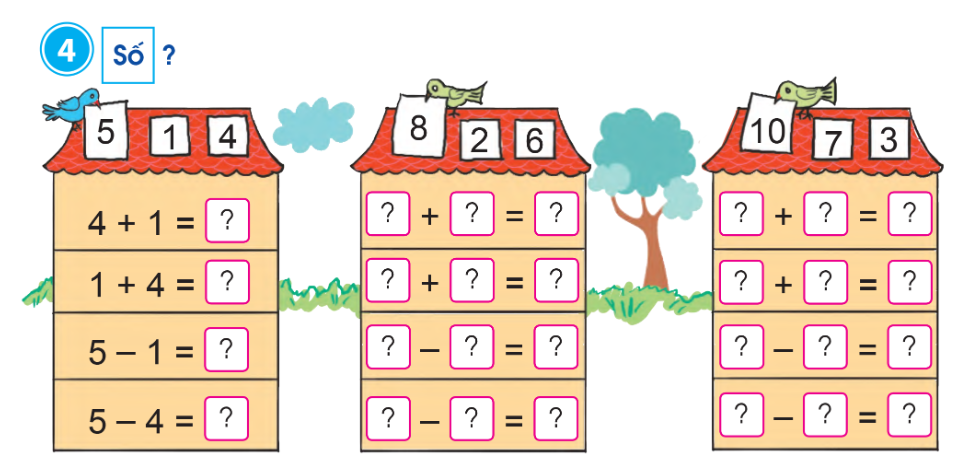 4 Số ?
5 1 4
4 + 1 = ?
1 + 4 = ?
5 – 1 = ?
5 – 4 = ?
8 2 6
? + ? = ?
? + ? = ?
? – ? = ?
? – ? = ?
10 7 3
? + ? = ?
? + ? = ?
? – ? = ?
? – ? = ?